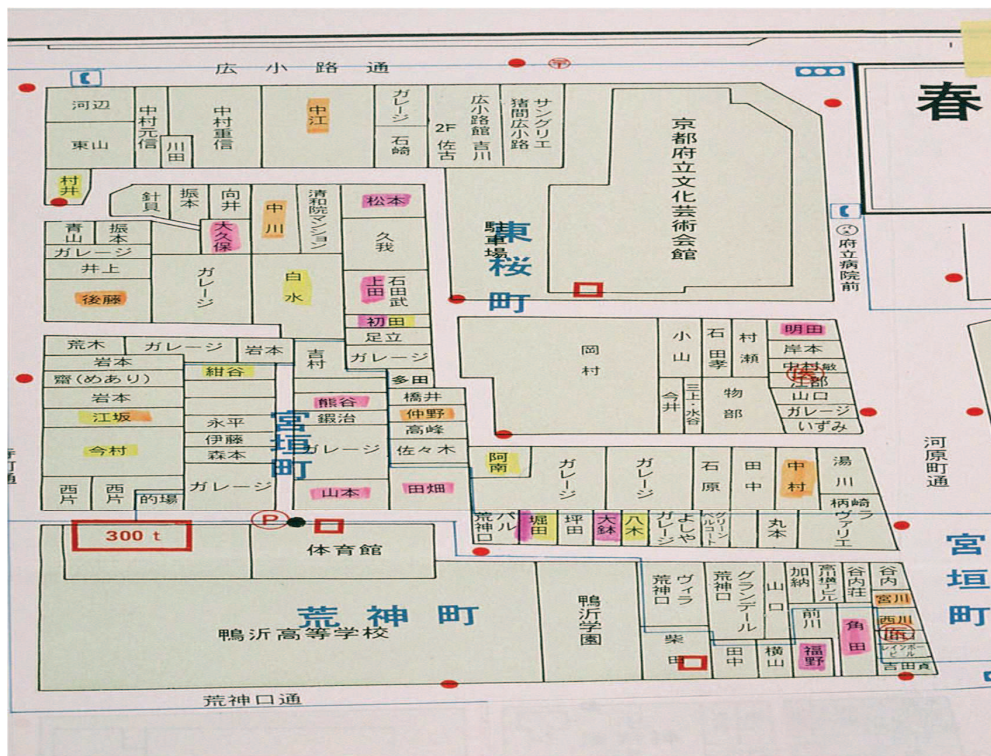 広小路通
春
河辺
中村元信
川田
中村重信
中江
ガレージ
石崎
2F 佐古
広小路館 吉川
猪間広小路
サングリエ
東山
村井
京都府立文化芸術会館
府立病院前
駐車場
東桜町
針貝
振本
向井
大久保
中川
清和院マンション
松本
久我
青山
振本
ガレージ
井上
後藤
ガレージ
白水
上田
石田武
初田
足立
ガレージ
多田
荒木
ガレージ
岩本
吉村
岩本
齋(めあり)
岩本
江坂
今村
紺谷
永平
伊藤
森本
ガレージ
宮垣町
熊谷
鍜治
ガレージ
山本
橋井
仲野
高峰
佐々木
田畑
西片
西片
的場
岡村
小山
石田孝
村瀬
明田
岸本
中村敏
山口
ガレージ
いずみ
今井
三上・水谷
物部
河原町通
阿南
ガレージ
ガレージ
石原
田中
中村
湯川
柄崎
荒神口
パル
堀田
坪田
大鉢
八木
ガレージ
よしや
グリーン
丸本
ヴァリエ
ラ
P
300 t
体育館
荒神町
鴨沂高等学校
鴨沂学園
荒神口
ヴィラ
柴田
荒神口
グランデール
田中
山口
横山
加納
宮川横丁ビル
前川
福野
谷内荘
角田
谷内
宮川
西川
レインボービル
吉田貞
宮垣町
荒神口通